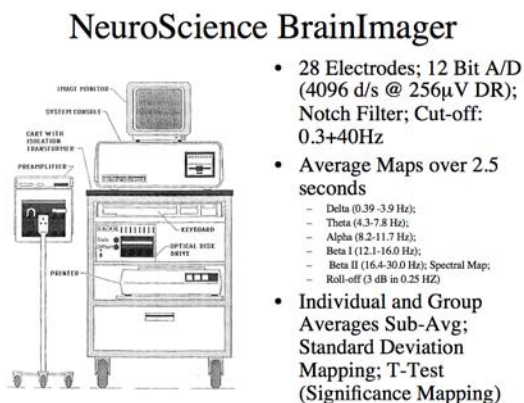 NeuroScience BrainImager
IMAGE MONITOR
SYSTEM CONSOLE
CART WITH
ISOLATION
TRANSFORMER
PREAMPLIFIER
KEYBOARD
OPTICAL DISK
DRIVE
PRINTER
• 28 Electrodes; 12 Bit A/D
(4096 d/s @ 256μV DR);
Notch Filter; Cut-off:
0.3+40Hz
• Average Maps over 2.5
seconds
– Delta (0.39 -3.9 Hz);
– Theta (4.3-7.8 Hz);
– Alpha (8.2-11.7 Hz);
– Beta I (12.1-16.0 Hz);
– Beta II (16.4-30.0 Hz); Spectral Map;
– Roll-off (3 dB in 0.25 HZ)
• Individual and Group
Averages Sub-Avg;
Standard Deviation
Mapping; T-Test
(Significance Mapping)